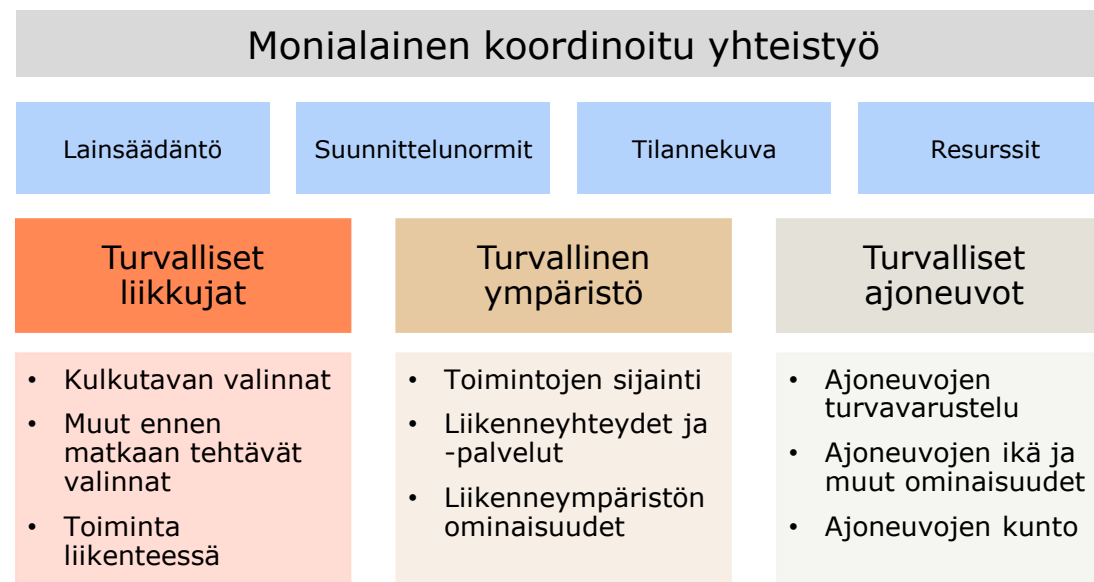 Monialainen koordinoitu yhteistyö
Lainsäädäntö
Suunnittelunormit
Tilannekuva
Resurssit
Turvalliset
liikkujat
• Kulkutavan valinnat
• Muut ennen
matkaan tehtävät
valinnat
• Toiminta
liikenteessä
Turvallinen
ympäristö
• Toimintojen sijainti
• Liikenneyhteydet ja
-palvelut
• Liikenneympäristön
ominaisuudet
Turvalliset
ajoneuvot
• Ajoneuvojen
turvavarustelu
• Ajoneuvojen ikä ja
muut ominaisuudet
• Ajoneuvojen kunto